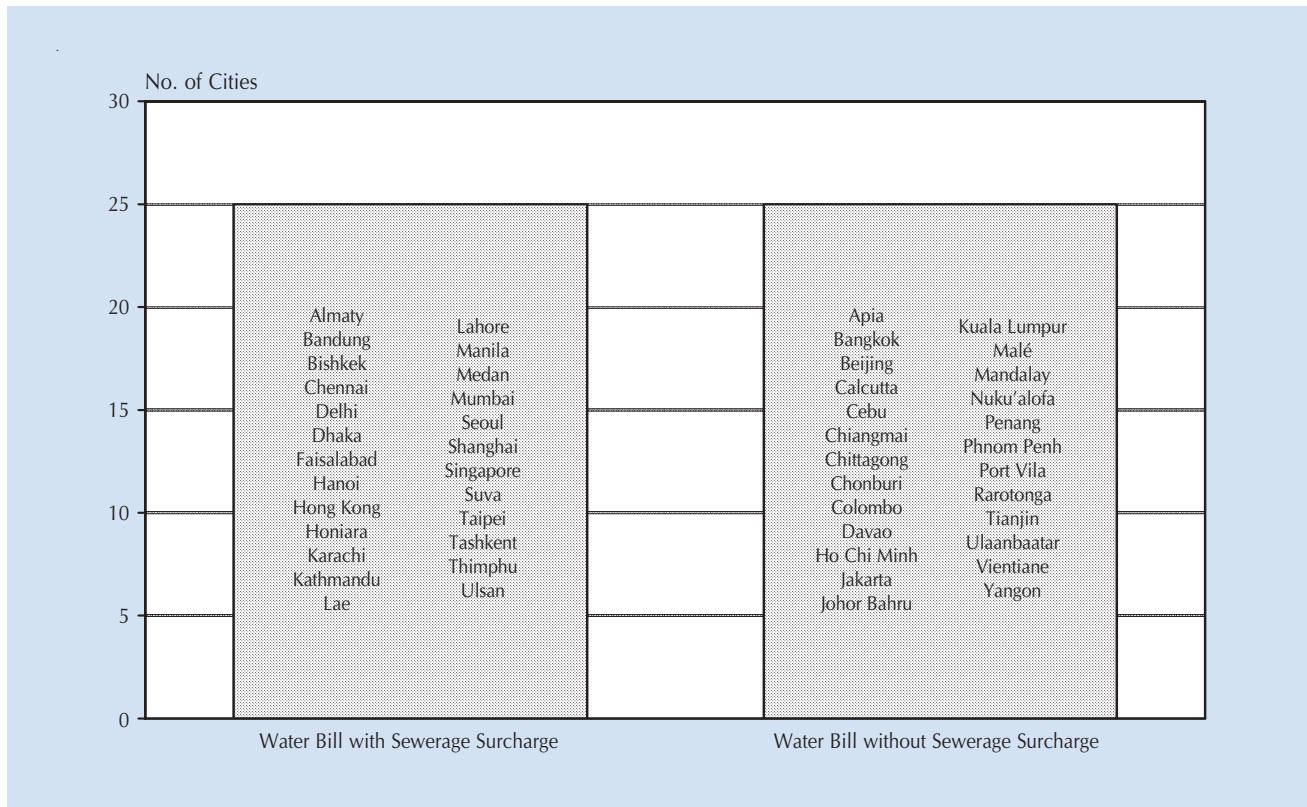 No. of Cities
30
25
20
15
10
5
0
Almaty
Bandung
Bishkek
Chennai
Delhi
Dhaka
Faisalabad
Hanoi
Hong Kong
Honiara
Karachi
Kathmandu
Lae
Lahore
Manila
Medan
Mumbai
Seoul
Shanghai
Singapore
Suva
Taipei
Tashkent
Thimphu
Ulsan
Apia
Bangkok
Beijing
Calcutta
Cebu
Chiangmai
Chittagong
Chonburi
Colombo
Davao
Ho Chi Minh
Jakarta
Johor Bahru
Kuala Lumpur
Malé
Mandalay
Nuku’alofa
Penang
Phnom Penh
Port Vila
Rarotonga
Tianjin
Ulaanbaatar
Vientiane
Yangon
Water Bill with Sewerage Surcharge
Water Bill without Sewerage Surcharge